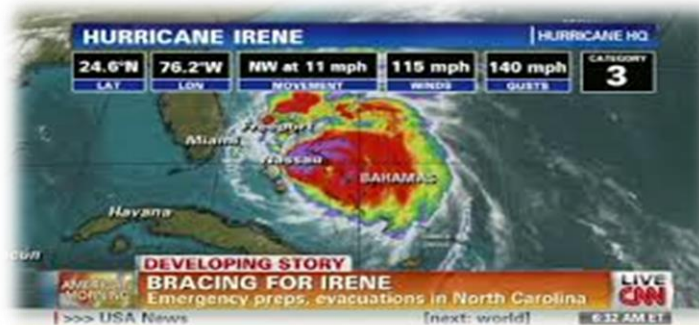 HURRICANE IRENE
HURRICANE HQ
24.6°N 76.2°W NW at 11 mph 115 mph 140 mph
LAT LON MOVEMENT WINDS GUSTS
CATEGORY
3
Freeport
Miami
Nassau
BAHAMAS
Havana
DEVELOPING STORY
AMERICAN
MORNING
BRACING FOR IRENE
Emergency preps, evacuations in North Carolina
LIVE
CNN
>>> USA News [next: world] 6:32 AM ET